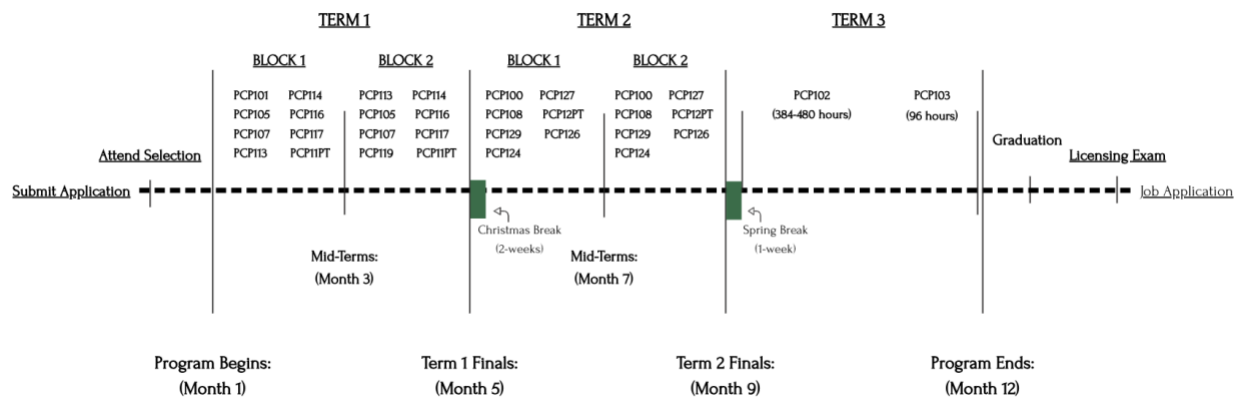 TERM 1 TERM 2 TERM 3
BLOCK 1 BLOCK 2 BLOCK 1 BLOCK 2
PCP101 PCP114 PCP113 PCP114 PCP100 PCP127 PCP100 PCP127 PCP102 PCP103
PCP105 PCP116 PCP105 PCP116 PCP108 PCP12PT PCP108 PCP12PT (384-480 hours) (96 hours)
PCP107 PCP117 PCP107 PCP117 PCP129 PCP126 PCP129 PCP126
PCP113 PCP11PT PCP119 PCP11PT PCP124 PCP124
Graduation
Attend Selection Licensing Exam
Submit Application Job Application
Christmas Break Spring Break
(2-weeks) (1-week)
Mid-Terms: Mid-Terms:
(Month 3) (Month 7)
Program Begins: Term 1 Finals: Term 2 Finals: Program Ends:
(Month 1) (Month 5) (Month 9) (Month 12)